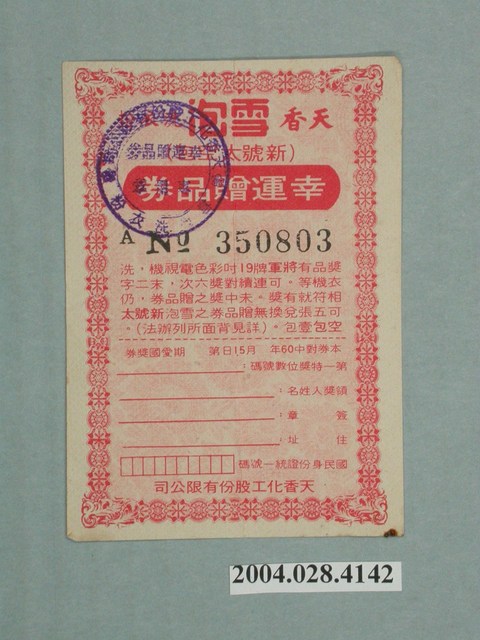 天香 雪泡
(新號太
幸運贈品券
A No 350803
獎品有將軍牌19吋彩色電視機，洗
衣機等。可連續對獎六次，末二字
相符就有獎。未中獎之贈品券，仍
可五張兌換無贈品券之雪泡新號太
空包壹包。(詳見背面所列辦法)。
本券對中60年 月15日第 期愛國獎券
第一特獎位數號碼：
領獎人姓名：
簽章：
住址：
國民身份證統一號碼
天香化工股份有限公司
2004.028.4142